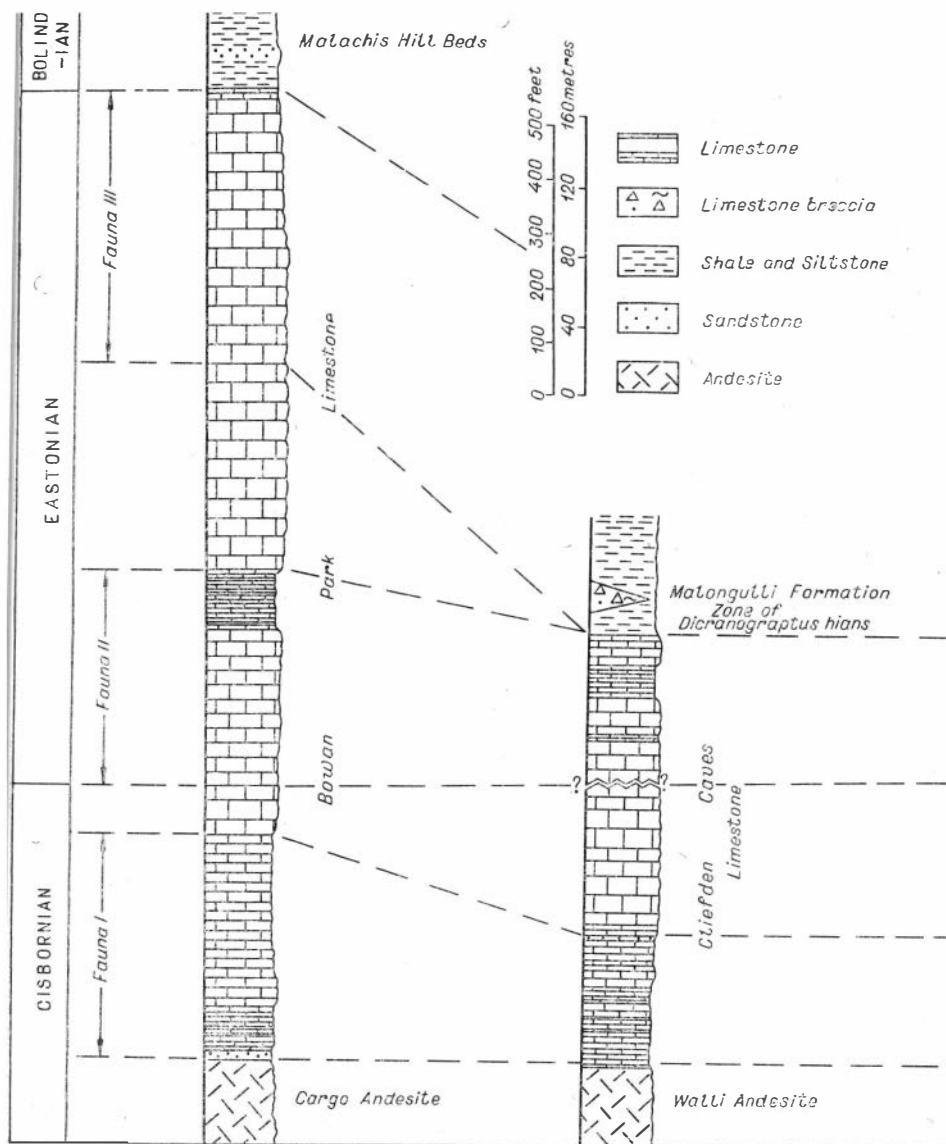 BOLIND
-IAN
EASTONIAN
GISBORNIAN
Fauna III
Fauna II
Fauna I
Malachis Hill Beds
Bowan Park Limestone
Cargo Andesite
500 feet
400
300
200
100
0
160 metres
120
80
40
0
Limestone
Limestone breccia
Shale and Siltstone
Sandstone
Andesite
Malongulli Formation
Zone of
Dicranograptus hians
?
?
Cliefden Caves
Limestone
Walli Andesite